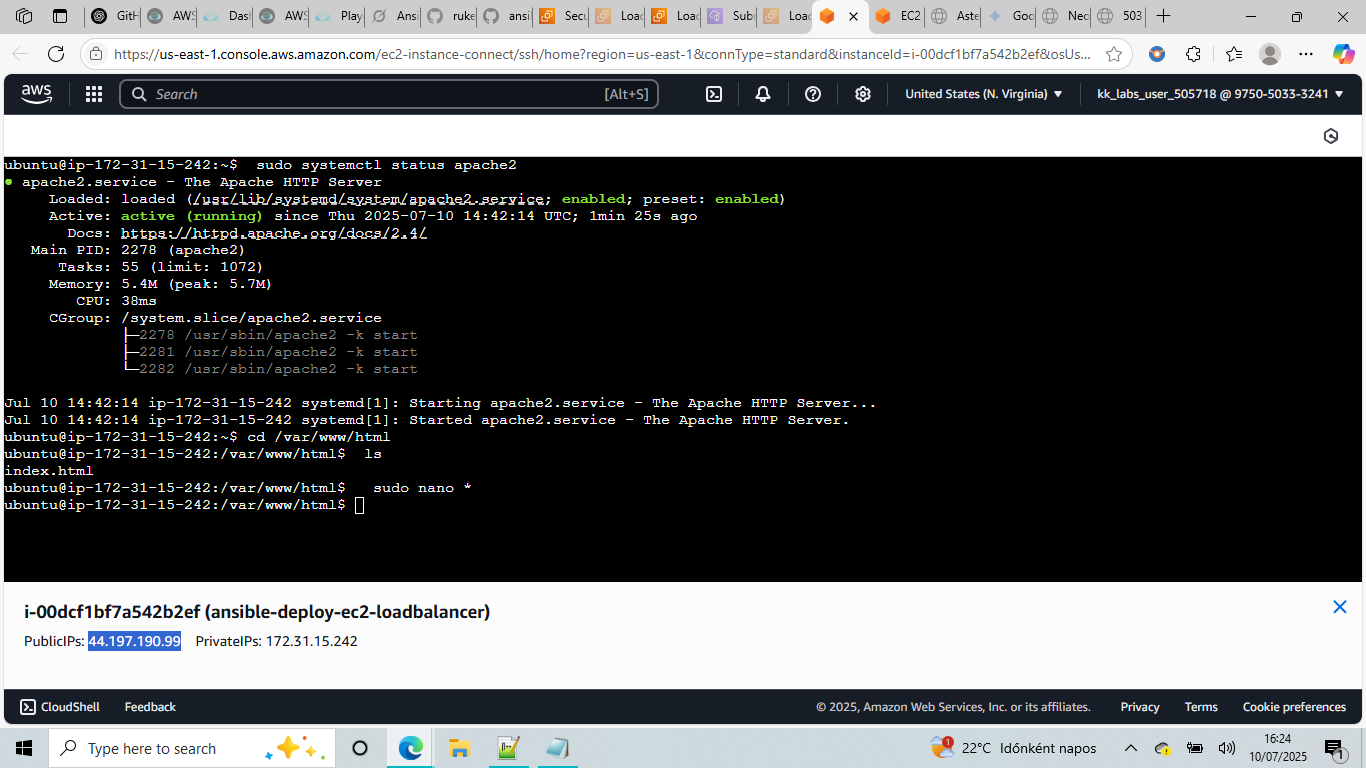 GitH AWS Dasl AWS Play Ansi ruke ansi Secu Loac Loac Subr Loac EC2 Aste Goo Nec 503
https://us-east-1.console.aws.amazon.com/ec2-instance-connect/ssh/home?region=us-east-1&connType=standard&instanceId=i-00dcf1bf7a542b2ef&osUs...
aws Search [Alt+S] United States (N. Virginia) kk_labs_user_505718 @ 9750-5033-3241
ubuntu@ip-172-31-15-242:~$  sudo systemctl status apache2
● apache2.service - The Apache HTTP Server
Loaded: loaded (/usr/lib/systemd/system/apache2.service; enabled; preset: enabled)
Active: active (running) since Thu 2025-07-10 14:42:14 UTC; 1min 25s ago
Docs: https://httpd.apache.org/docs/2.4/
Main PID: 2278 (apache2)
Tasks: 55 (limit: 1072)
Memory: 5.4M (peak: 5.7M)
CPU: 38ms
CGroup: /system.slice/apache2.service
├─2278 /usr/sbin/apache2 -k start
├─2281 /usr/sbin/apache2 -k start
└─2282 /usr/sbin/apache2 -k start
Jul 10 14:42:14 ip-172-31-15-242 systemd[1]: Starting apache2.service - The Apache HTTP Server...
Jul 10 14:42:14 ip-172-31-15-242 systemd[1]: Started apache2.service - The Apache HTTP Server.
ubuntu@ip-172-31-15-242:~$ cd /var/www/html
ubuntu@ip-172-31-15-242:/var/www/html$  ls
index.html
ubuntu@ip-172-31-15-242:/var/www/html$   sudo nano *
ubuntu@ip-172-31-15-242:/var/www/html$
i-00dcf1bf7a542b2ef (ansible-deploy-ec2-loadbalancer)
PublicIPs: 44.197.190.99 PrivateIPs: 172.31.15.242
CloudShell Feedback © 2025, Amazon Web Services, Inc. or its affiliates. Privacy Terms Cookie preferences
Type here to search 1 22°C Időnként napos 16:24
10/07/2025 1